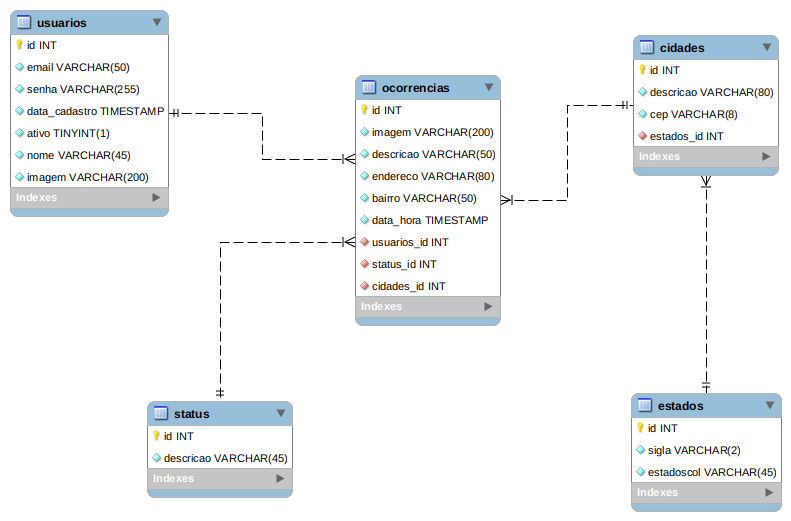 usuarios
id INT
email VARCHAR(50)
senha VARCHAR(255)
data_cadastro TIMESTAMP
ativo TINYINT(1)
nome VARCHAR(45)
imagem VARCHAR(200)
Indexes
ocorrencias
id INT
imagem VARCHAR(200)
descricao VARCHAR(50)
endereco VARCHAR(80)
bairro VARCHAR(50)
data_hora TIMESTAMP
usuarios_id INT
status_id INT
cidades_id INT
Indexes
cidades
id INT
descricao VARCHAR(80)
cep VARCHAR(8)
estados_id INT
Indexes
status
id INT
descricao VARCHAR(45)
Indexes
estados
id INT
sigla VARCHAR(2)
estadoscol VARCHAR(45)
Indexes